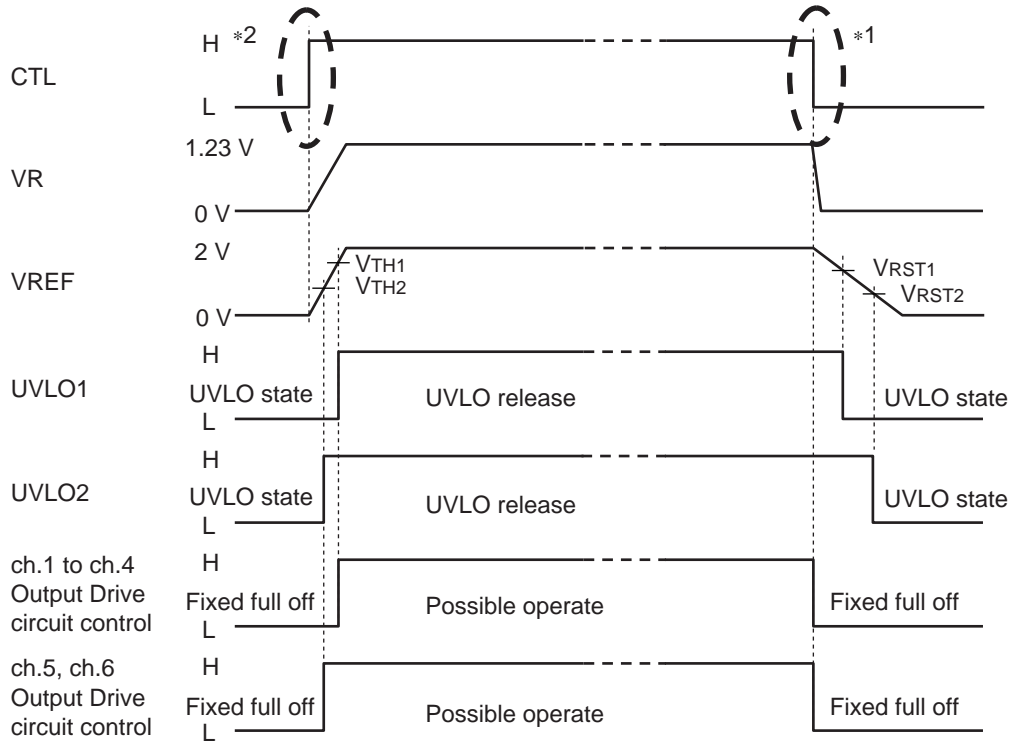 H *2 *1
CTL
L
1.23 V
VR
0 V
2 V
VTH1 VRST1
VREF VTH2 VRST2
0 V
H
UVLO1 UVLO state UVLO release UVLO state
L
H
UVLO2 UVLO state UVLO release UVLO state
L
ch.1 to ch.4 H
Output Drive Fixed full off Possible operate Fixed full off
circuit control L
ch.5, ch.6 H
Output Drive Fixed full off Possible operate Fixed full off
circuit control L